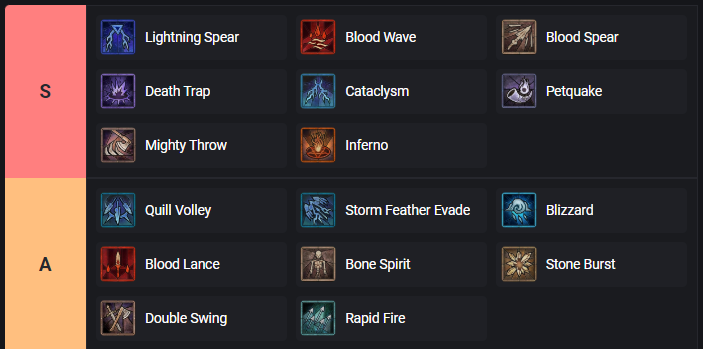 S
Lightning Spear
Blood Wave
Blood Spear
Death Trap
Cataclysm
Petquake
Mighty Throw
Inferno
A
Quill Volley
Storm Feather Evade
Blizzard
Blood Lance
Bone Spirit
Stone Burst
Double Swing
Rapid Fire